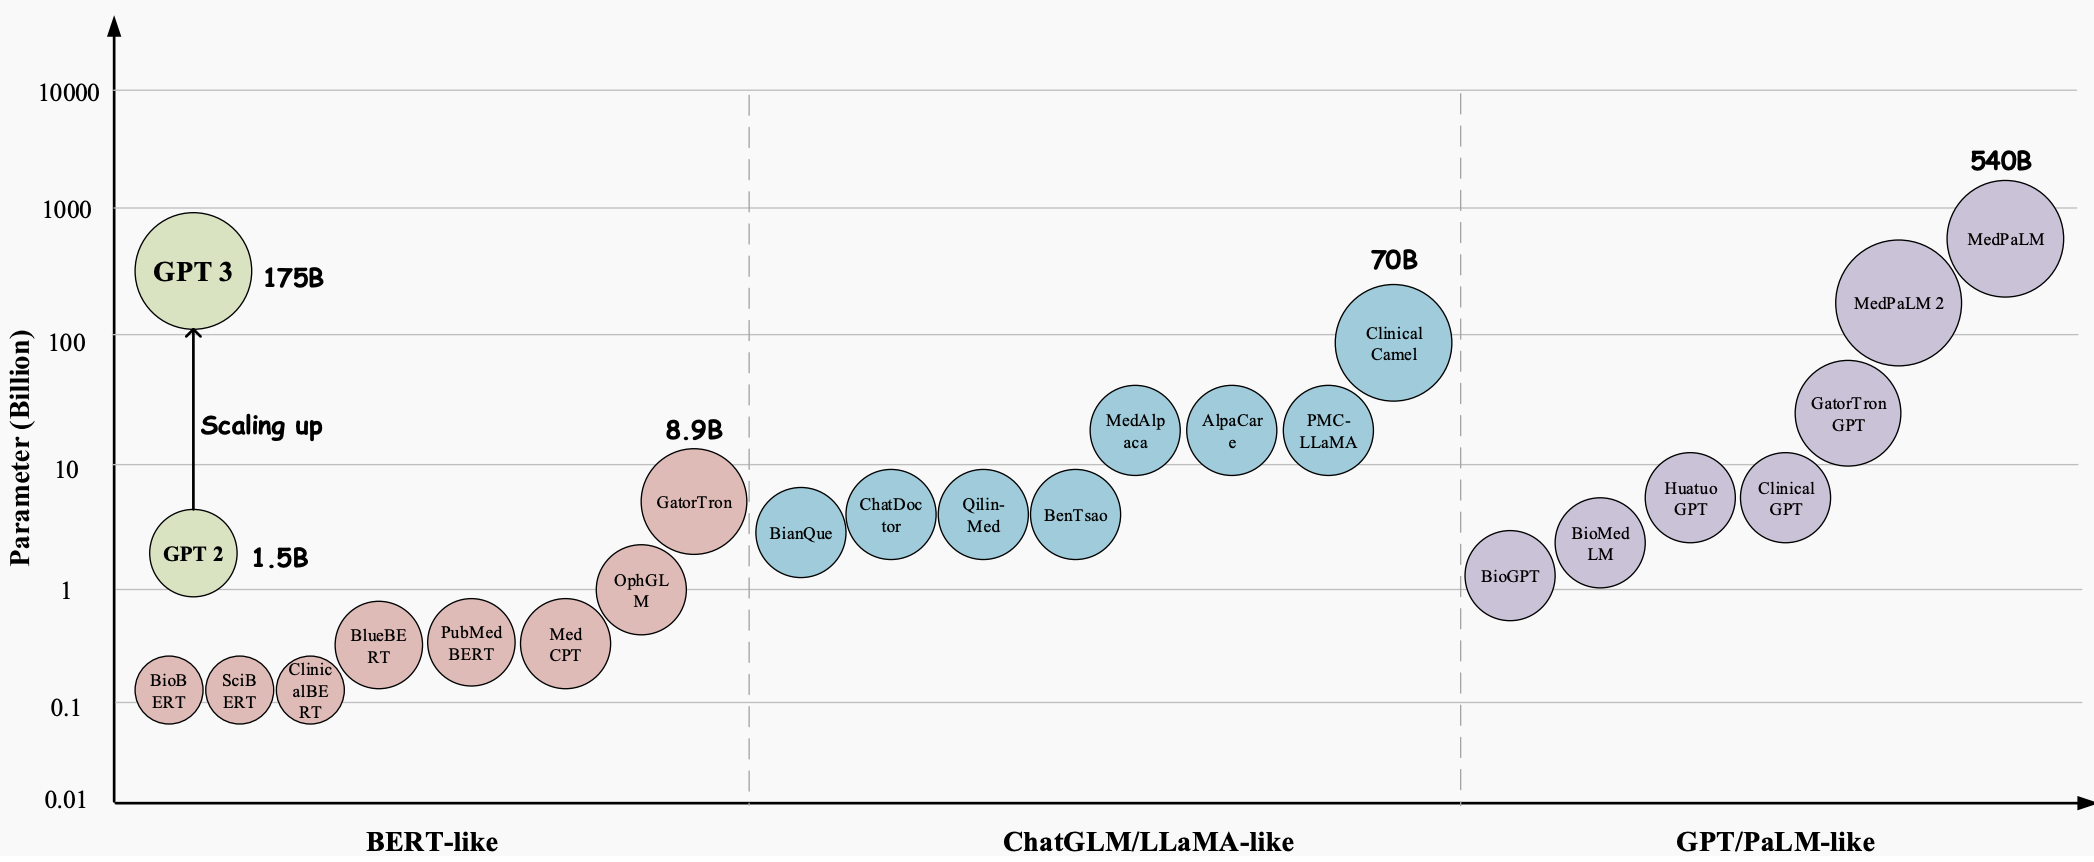 Parameter (Billion)
10000
1000
100
10
1
0.1
0.01
GPT 3
175B
Scaling up
GPT 2
1.5B
BioB
ERT
SciB
ERT
Clinic
alBE
RT
BlueBE
RT
PubMed
BERT
Med
CPT
OphGL
M
8.9B
GatorTron
BianQue
ChatDoc
tor
Qilin-
Med
BenTsao
MedAlp
aca
AlpaCar
e
PMC-
LLaMA
70B
Clinical
Camel
BioGPT
BioMed
LM
Huatuo
GPT
Clinical
GPT
GatorTron
GPT
MedPaLM 2
540B
MedPaLM
BERT-like
ChatGLM/LLaMA-like
GPT/PaLM-like